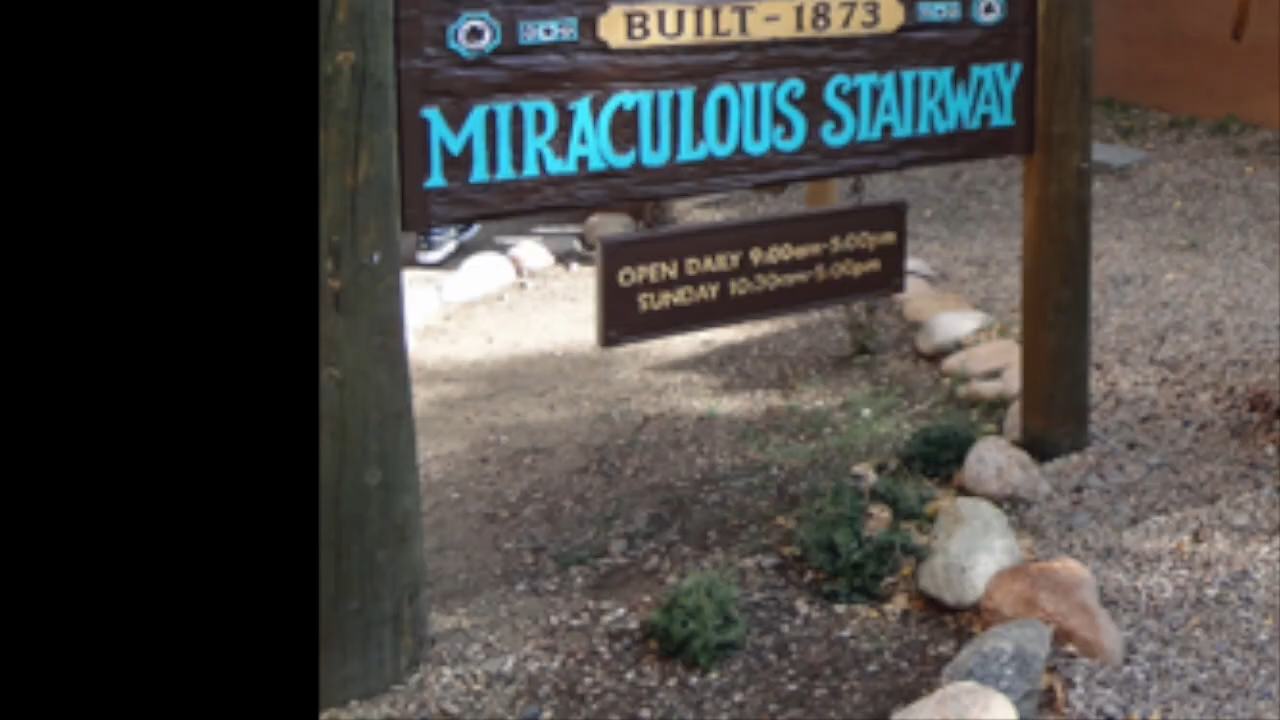 BUILT - 1873
MIRACULOUS STAIRWAY
OPEN DAILY 9:00am-5:00pm
SUNDAY 10:30am-5:00pm